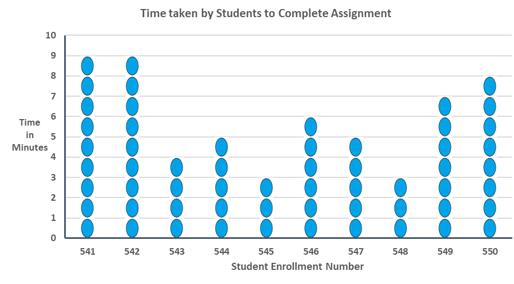 Time taken by Students to Complete Assignment
10
9
8
7
6
5
4
3
2
1
0
Time
in
Minutes
541 542 543 544 545 546 547 548 549 550
Student Enrollment Number